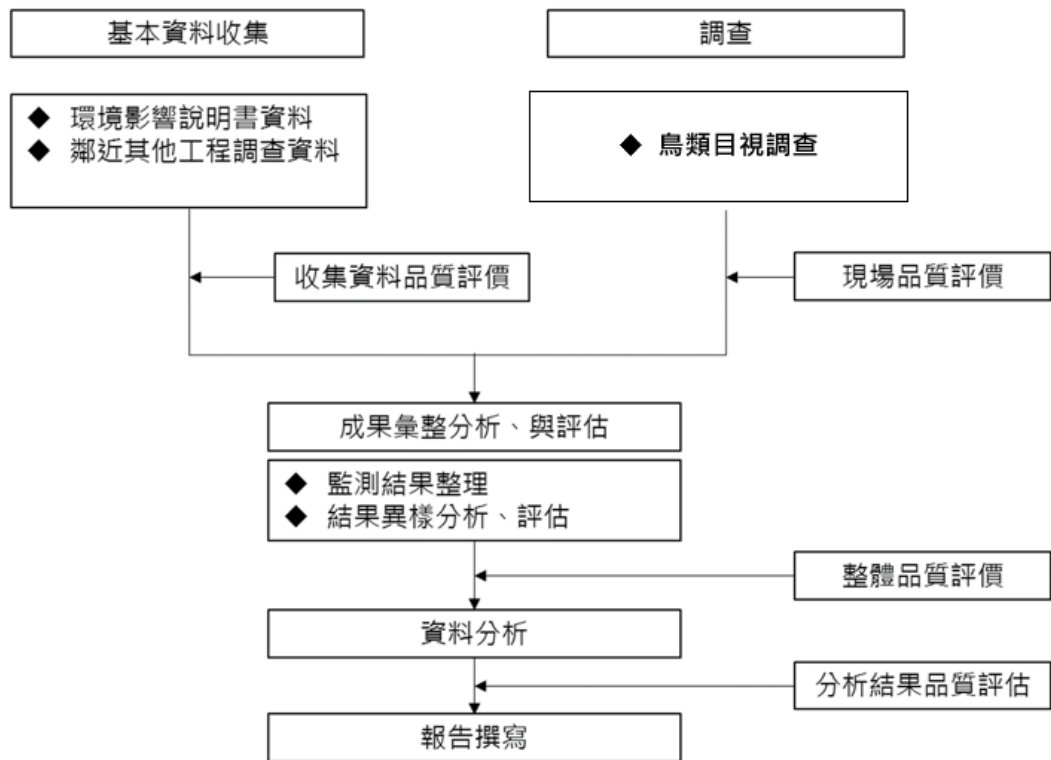 基本資料收集
調查
◆ 環境影響說明書資料
◆ 鄰近其他工程調查資料
◆ 鳥類目視調查
收集資料品質評價
現場品質評價
成果彙整分析、與評估
◆ 監測結果整理
◆ 結果異樣分析、評估
整體品質評價
資料分析
分析結果品質評估
報告撰寫